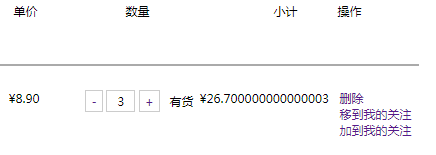 单价 数量 小计 操作
¥8.90 - 3 + 有货 ¥26.700000000000003 删除
移到我的关注
加到我的关注